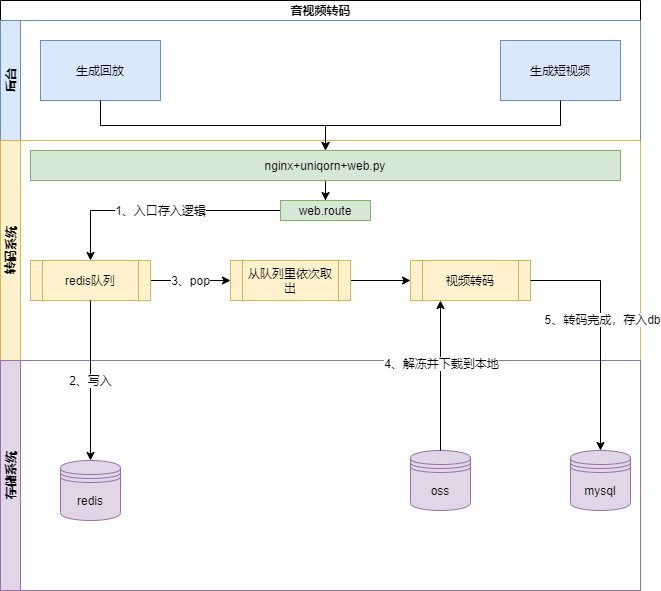 音视频转码
后台
生成回放
生成短视频
转码系统
nginx+uniqorn+web.py
web.route
1、入口存入逻辑
redis队列
3、pop
从队列里依次取
出
视频转码
5、转码完成，存入db
2、写入
4、解冻并下载到本地
存储系统
redis
oss
mysql